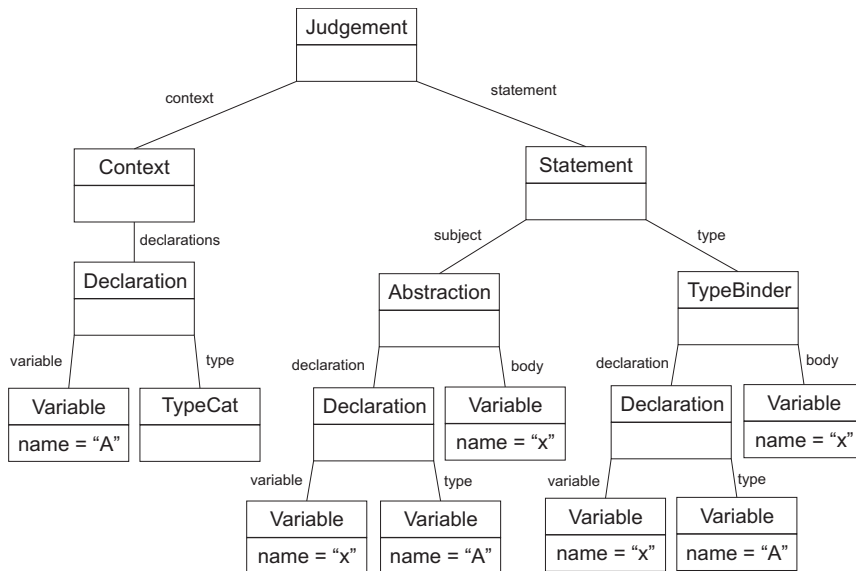 Judgement
context
statement
Context
Statement
declarations
subject
type
Declaration
Abstraction
TypeBinder
variable
type
declaration
body
declaration
body
Variable
name = “A”
TypeCat
Declaration
Variable
name = “x”
Declaration
Variable
name = “x”
variable
type
variable
type
Variable
name = “x”
Variable
name = “A”
Variable
name = “x”
Variable
name = “A”